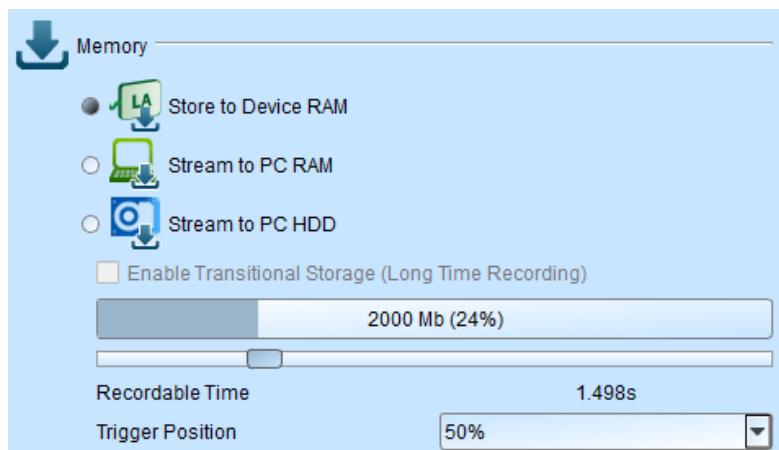 Memory
LA
Store to Device RAM
Stream to PC RAM
Stream to PC HDD
Enable Transitional Storage (Long Time Recording)
2000 Mb (24%)
Recordable Time 1.498s
Trigger Position 50%